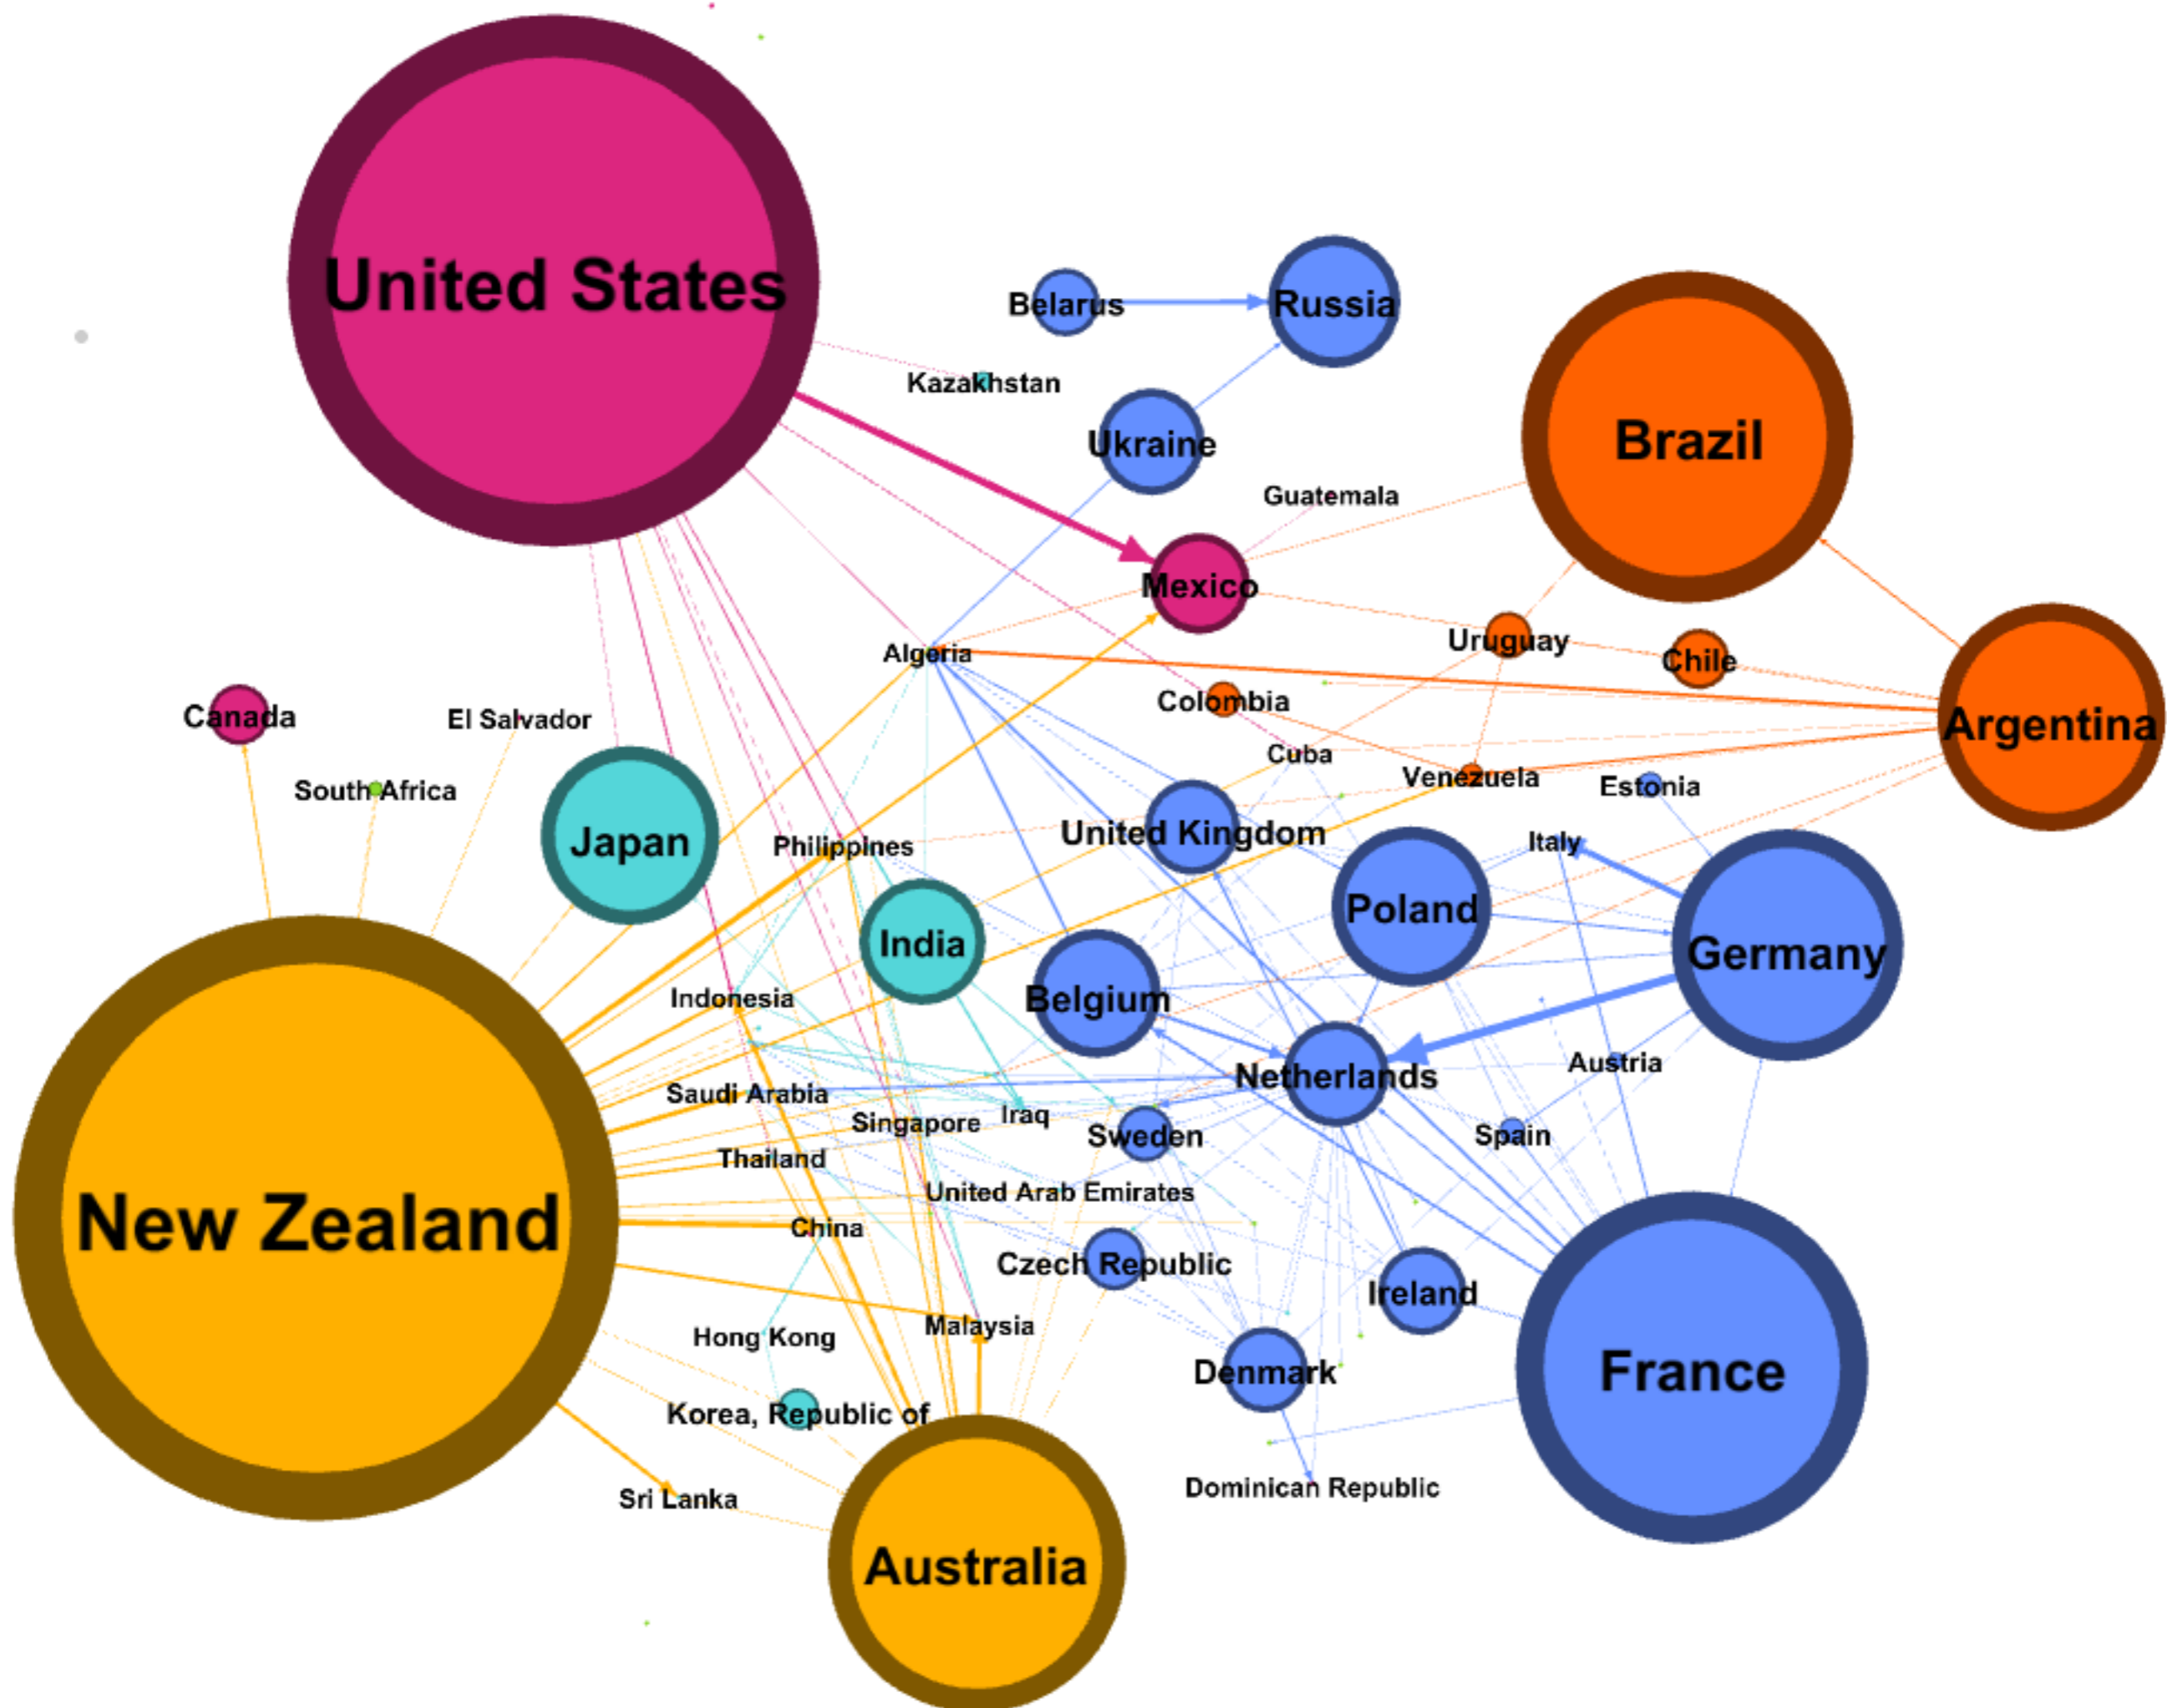 United States
Belarus
Russia
Kazakhstan
Ukraine
Brazil
Guatemala
Mexico
Algeria
Uruguay
Chile
Colombia
Canada
El Salvador
Argentina
Cuba
Venezuela
Estonia
South Africa
Japan
Philippines
United Kingdom
Italy
Poland
India
Germany
Indonesia
Belgium
Austria
Netherlands
Saudi Arabia
Iraq
Singapore
Sweden
Spain
Thailand
United Arab Emirates
New Zealand
China
Czech Republic
Ireland
Malaysia
Hong Kong
Denmark
France
Korea, Republic of
Dominican Republic
Sri Lanka
Australia